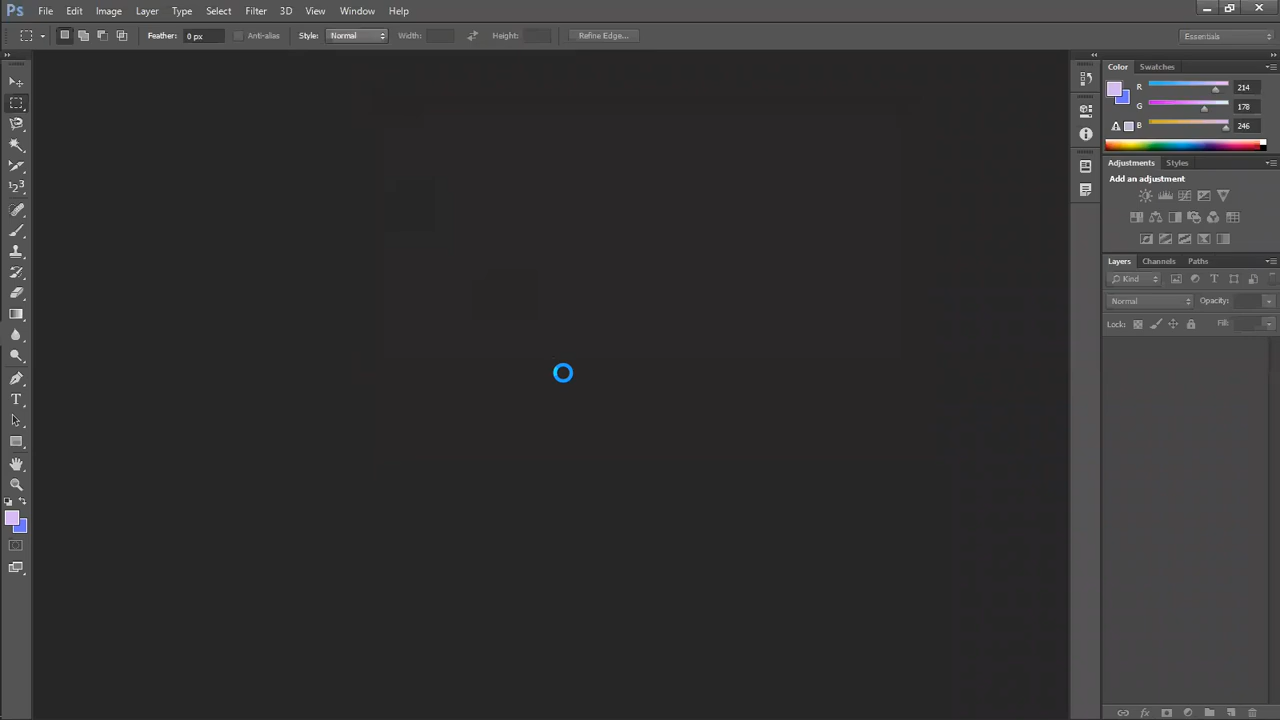 Ps File Edit Image Layer Type Select Filter 3D View Window Help
Feather: 0 px Anti-alias Style: Normal Width: Height: Refine Edge... Essentials
Color Swatches
R 214
G 178
B 246
Adjustments Styles
Add an adjustment
Layers Channels Paths
Kind
Normal Opacity:
Lock: Fill: